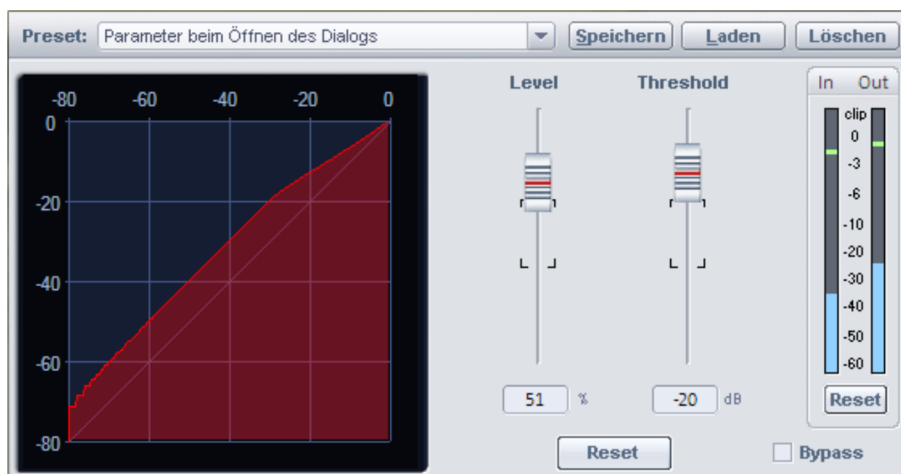 Preset: Parameter beim Öffnen des Dialogs Speichern Laden Löschen
Level Threshold In Out
-80 -60 -40 -20 0
0
-20
-40
-60
-80
clip
0
-3
-6
-10
-20
-30
-40
-50
-60
51 % -20 dB Reset
Reset Bypass